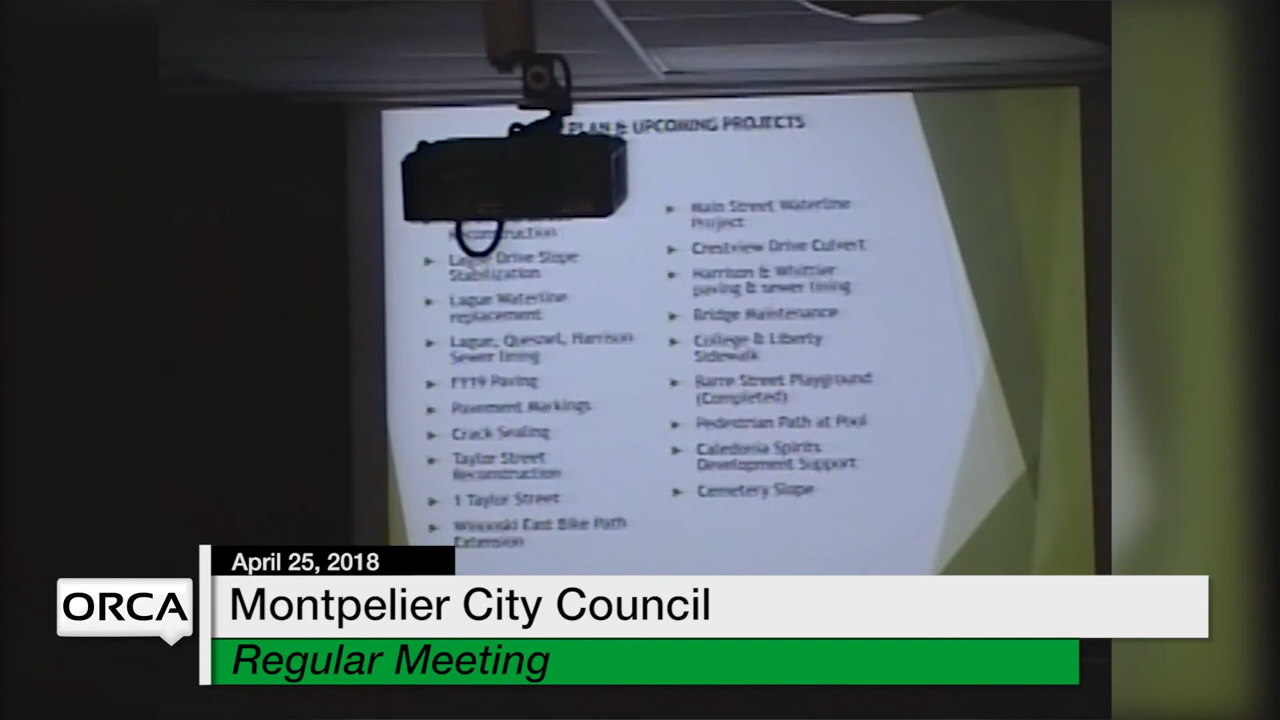 PLAN & UPCOMING PROJECTS
Reconstruction
Lague Drive Slope
Stabilization
Lague Waterline
replacement
Lague, Quesnel, Harrison
Sewer lining
FY19 Paving
Pavement Markings
Crack Sealing
Taylor Street
Reconstruction
1 Taylor Street
Winooski East Bike Path
Extension
Main Street Waterline
Project
Crestview Drive Culvert
Harrison & Whittier
paving & sewer lining
Bridge Maintenance
College & Liberty
Sidewalk
Barre Street Playground
(Completed)
Pedestrian Path at Pool
Caledonia Spirits
Development Support
Cemetery Slope
April 25, 2018
ORCA
Montpelier City Council
Regular Meeting